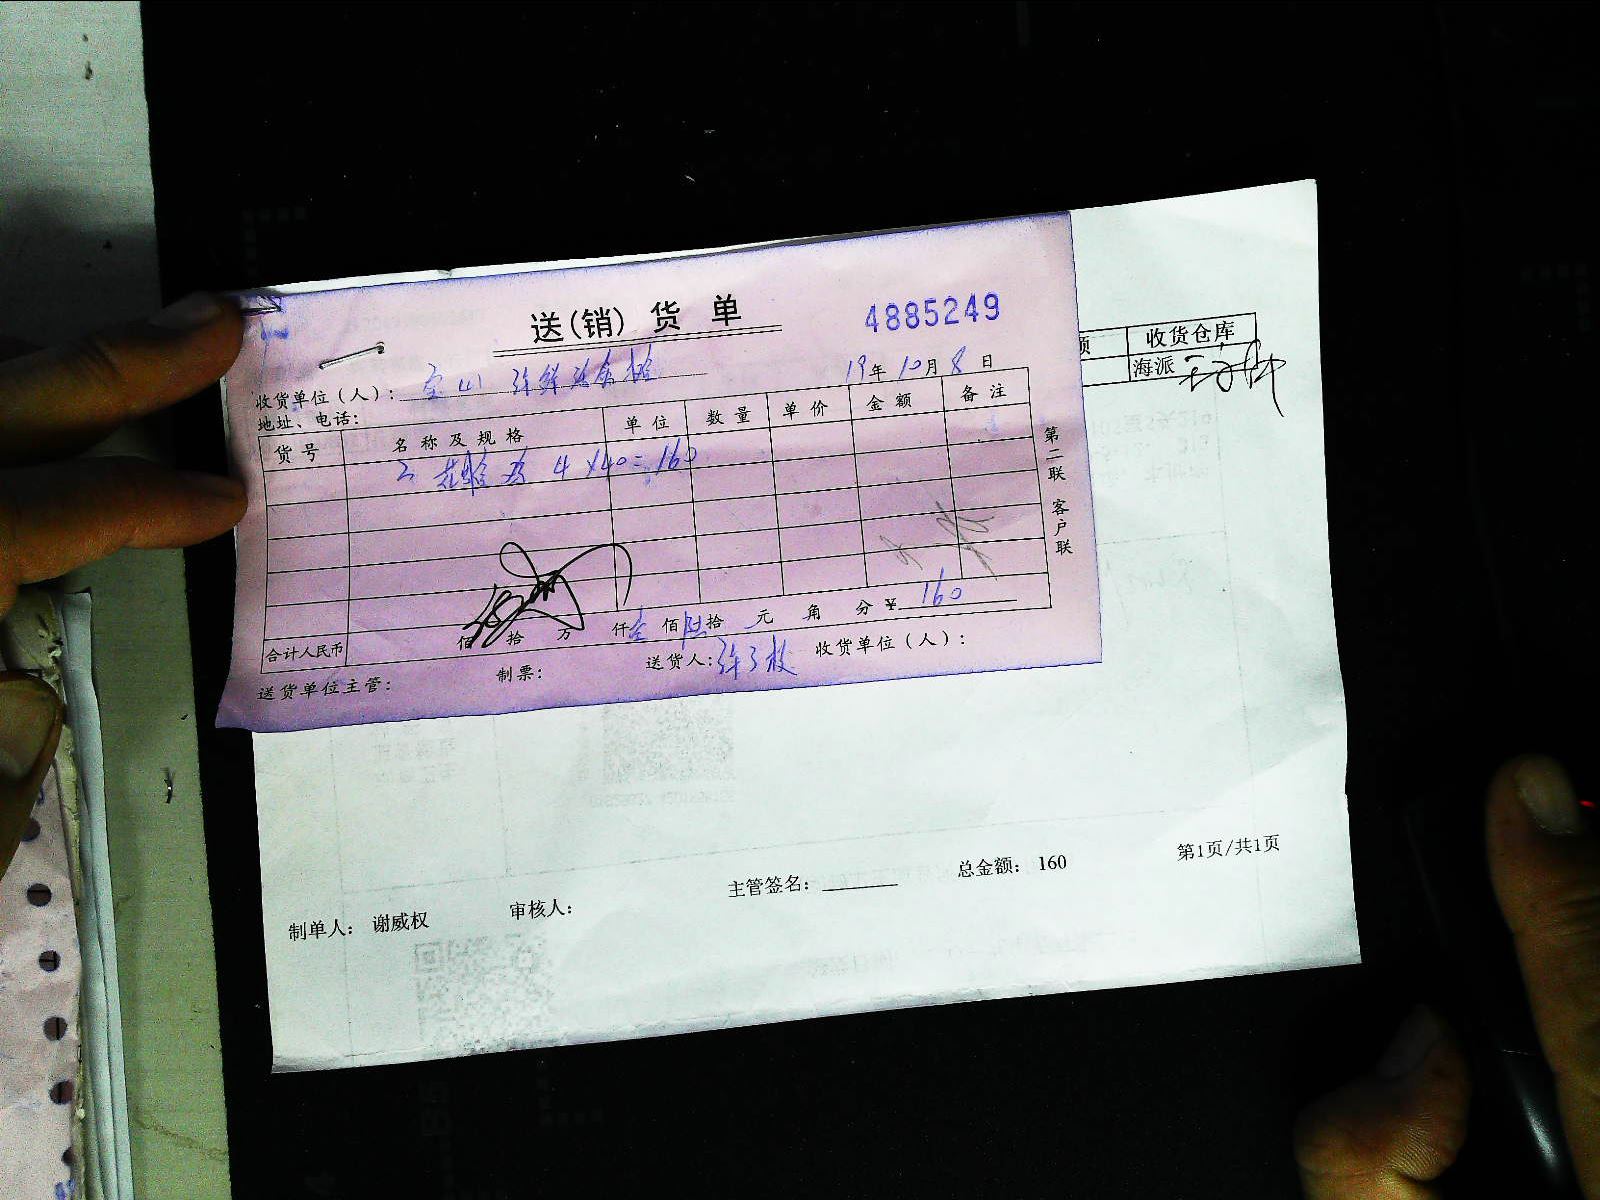 送(销)货单
4885249
收货单位(人): 宝山
19年10月8日
地址、电话:
货号 名称及规格 单位 数量 单价 金额 备注
4×40=160
第二联 客户联
合计人民币 佰 拾 万 仟壹佰陆拾 元 角 分 ¥ 160
送货单位主管: 制票: 送货人: 收货单位(人):
收货仓库
海派
制单人: 谢威权 审核人: 主管签名: 总金额: 160 第1页/共1页